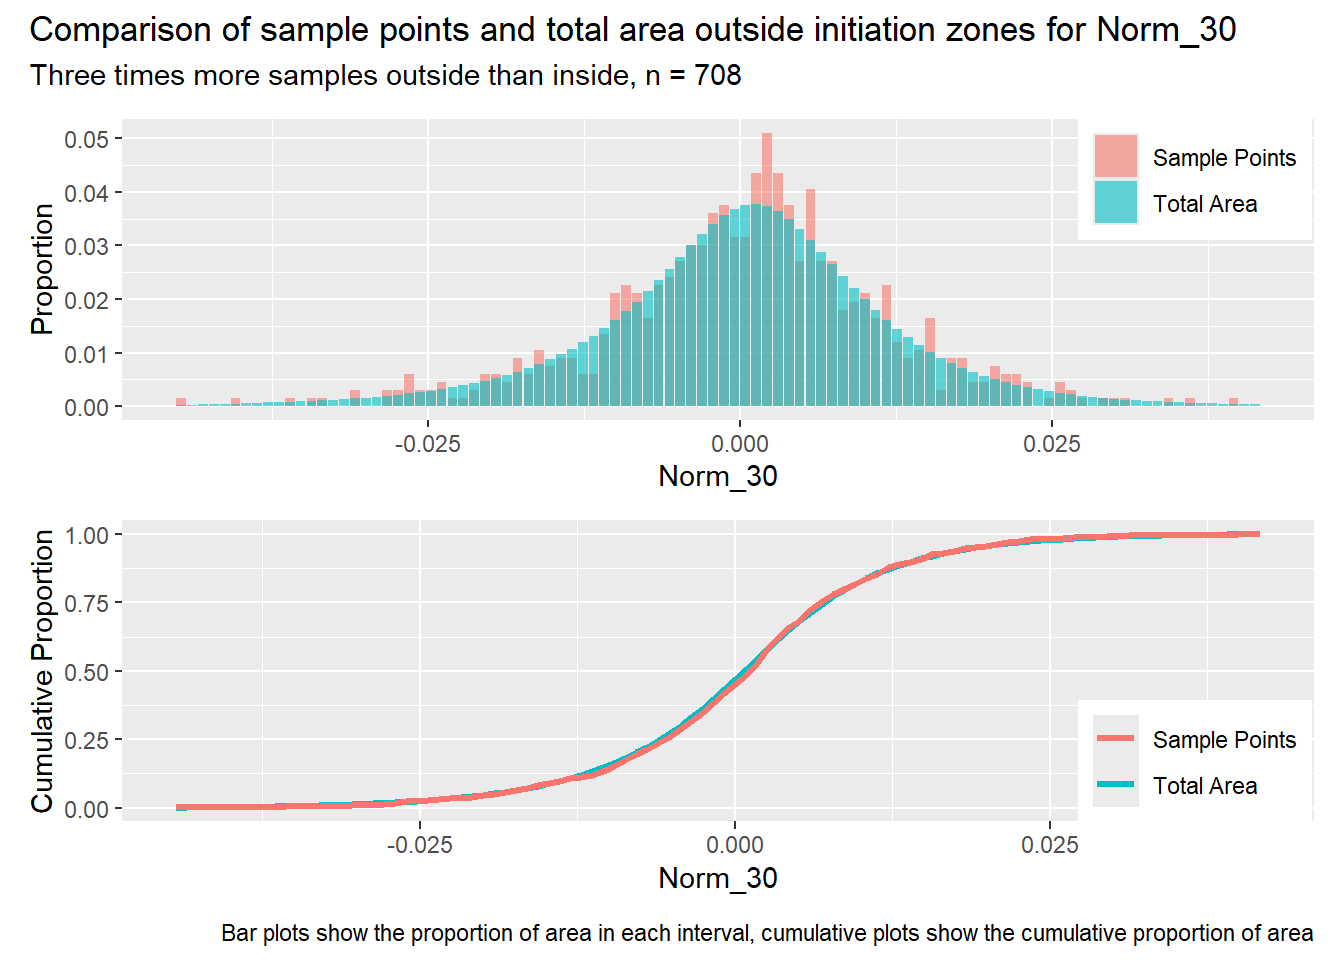 Comparison of sample points and total area outside initiation zones for Norm_30
Three times more samples outside than inside, n = 708
0.05
0.04
0.03
0.02
0.01
0.00
Proportion
Sample Points
Total Area
-0.025
0.000
0.025
Norm_30
1.00
0.75
0.50
0.25
0.00
Cumulative Proportion
Sample Points
Total Area
-0.025
0.000
0.025
Norm_30
Bar plots show the proportion of area in each interval, cumulative plots show the cumulative proportion of area